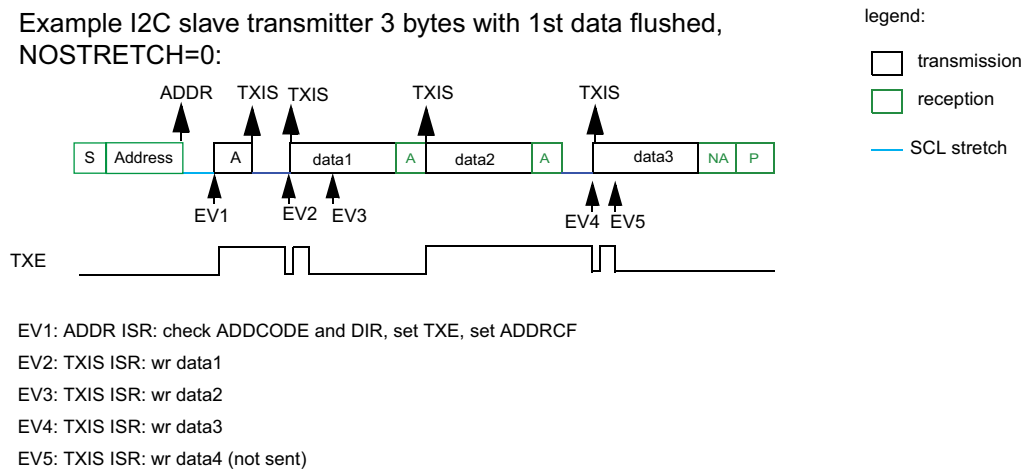 Example I2C slave transmitter 3 bytes with 1st data flushed,
NOSTRETCH=0:
legend:
transmission
reception
SCL stretch
ADDR TXIS TXIS TXIS TXIS
S Address A data1 A data2 A data3 NA P
EV1 EV2 EV3 EV4 EV5
TXE
EV1: ADDR ISR: check ADDCODE and DIR, set TXE, set ADDRCF
EV2: TXIS ISR: wr data1
EV3: TXIS ISR: wr data2
EV4: TXIS ISR: wr data3
EV5: TXIS ISR: wr data4 (not sent)